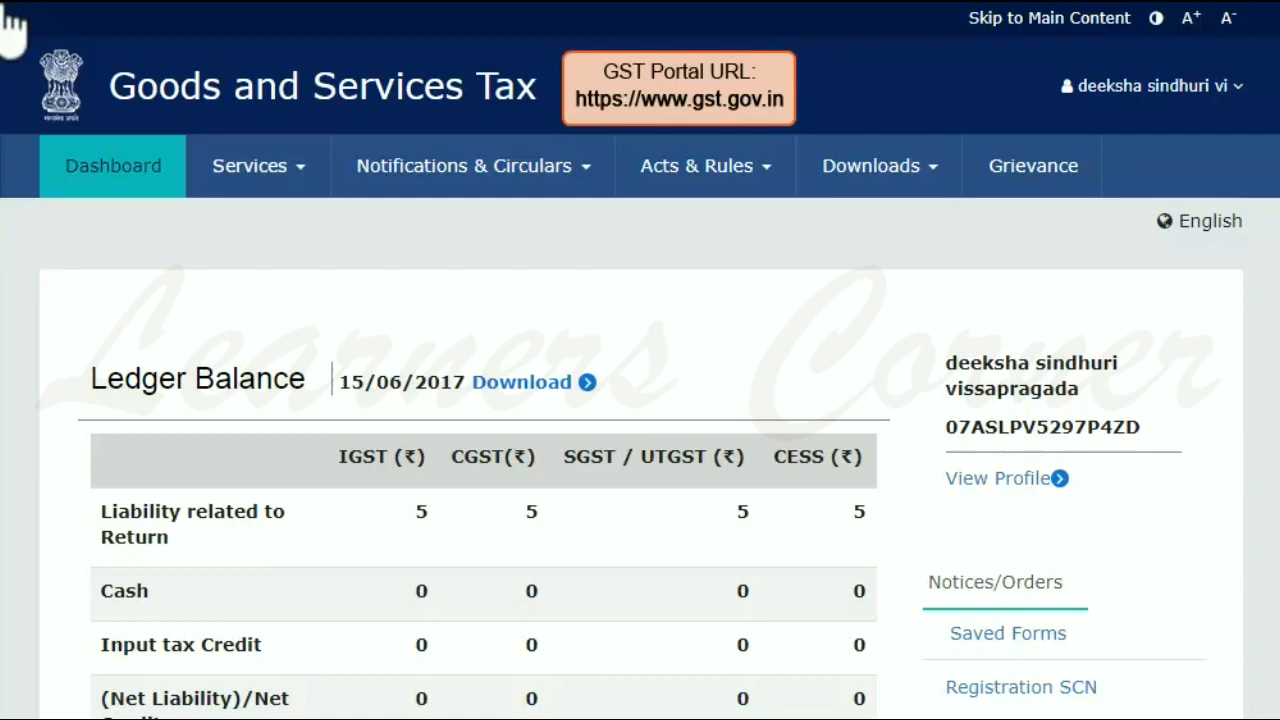 Skip to Main Content A+ A-
Goods and Services Tax
GST Portal URL:
https://www.gst.gov.in
deeksha sindhuri vi
Dashboard Services Notifications & Circulars Acts & Rules Downloads Grievance
English
Learners Corner
Ledger Balance 15/06/2017 Download
deeksha sindhuri
vissapragada
07ASLPV5297P4ZD
View Profile
IGST (₹) CGST(₹) SGST / UTGST (₹) CESS (₹)
Liability related to
Return
5 5 5 5
Cash 0 0 0 0
Input tax Credit 0 0 0 0
(Net Liability)/Net 0 0 0 0
Notices/Orders
Saved Forms
Registration SCN